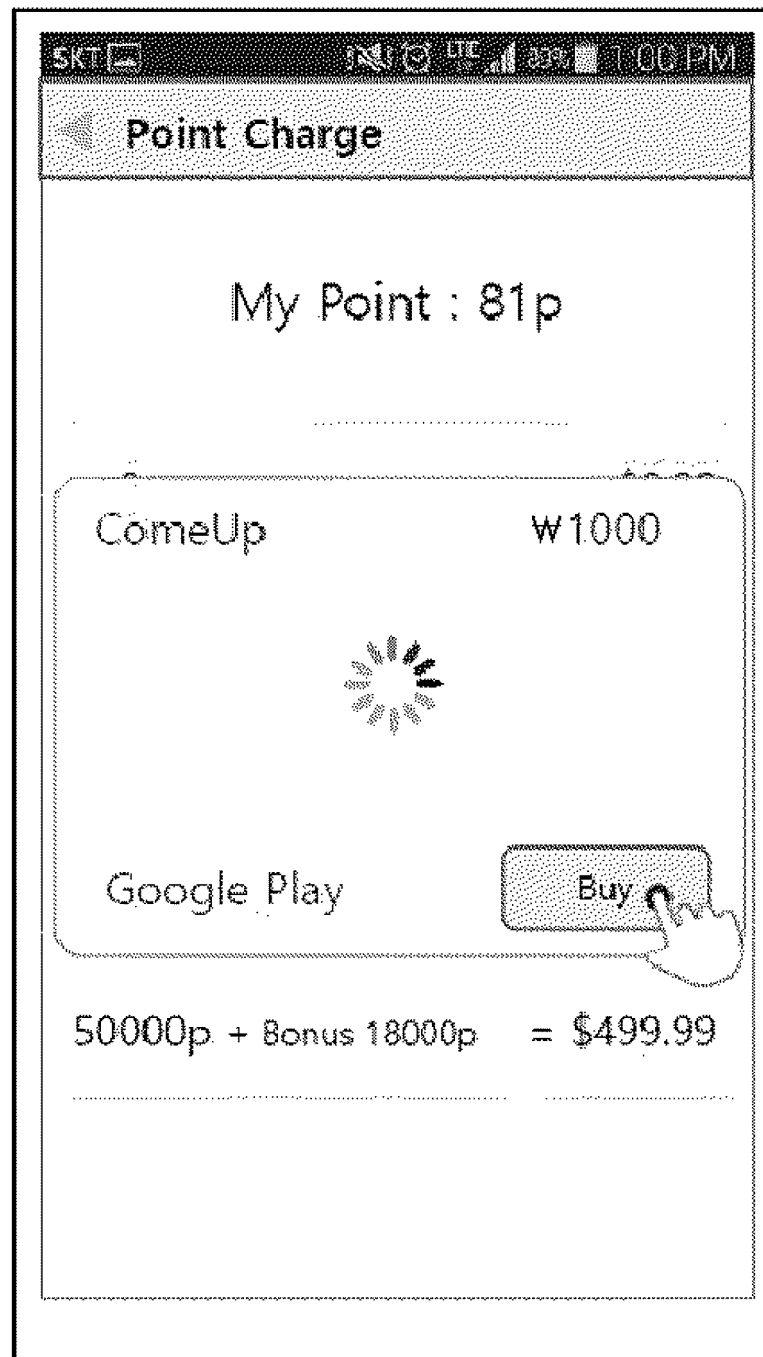 SKT LTE 1:00 PM
Point Charge
My Point : 81p
ComeUp ₩1000
Google Play Buy
50000p + Bonus 18000p = $499.99